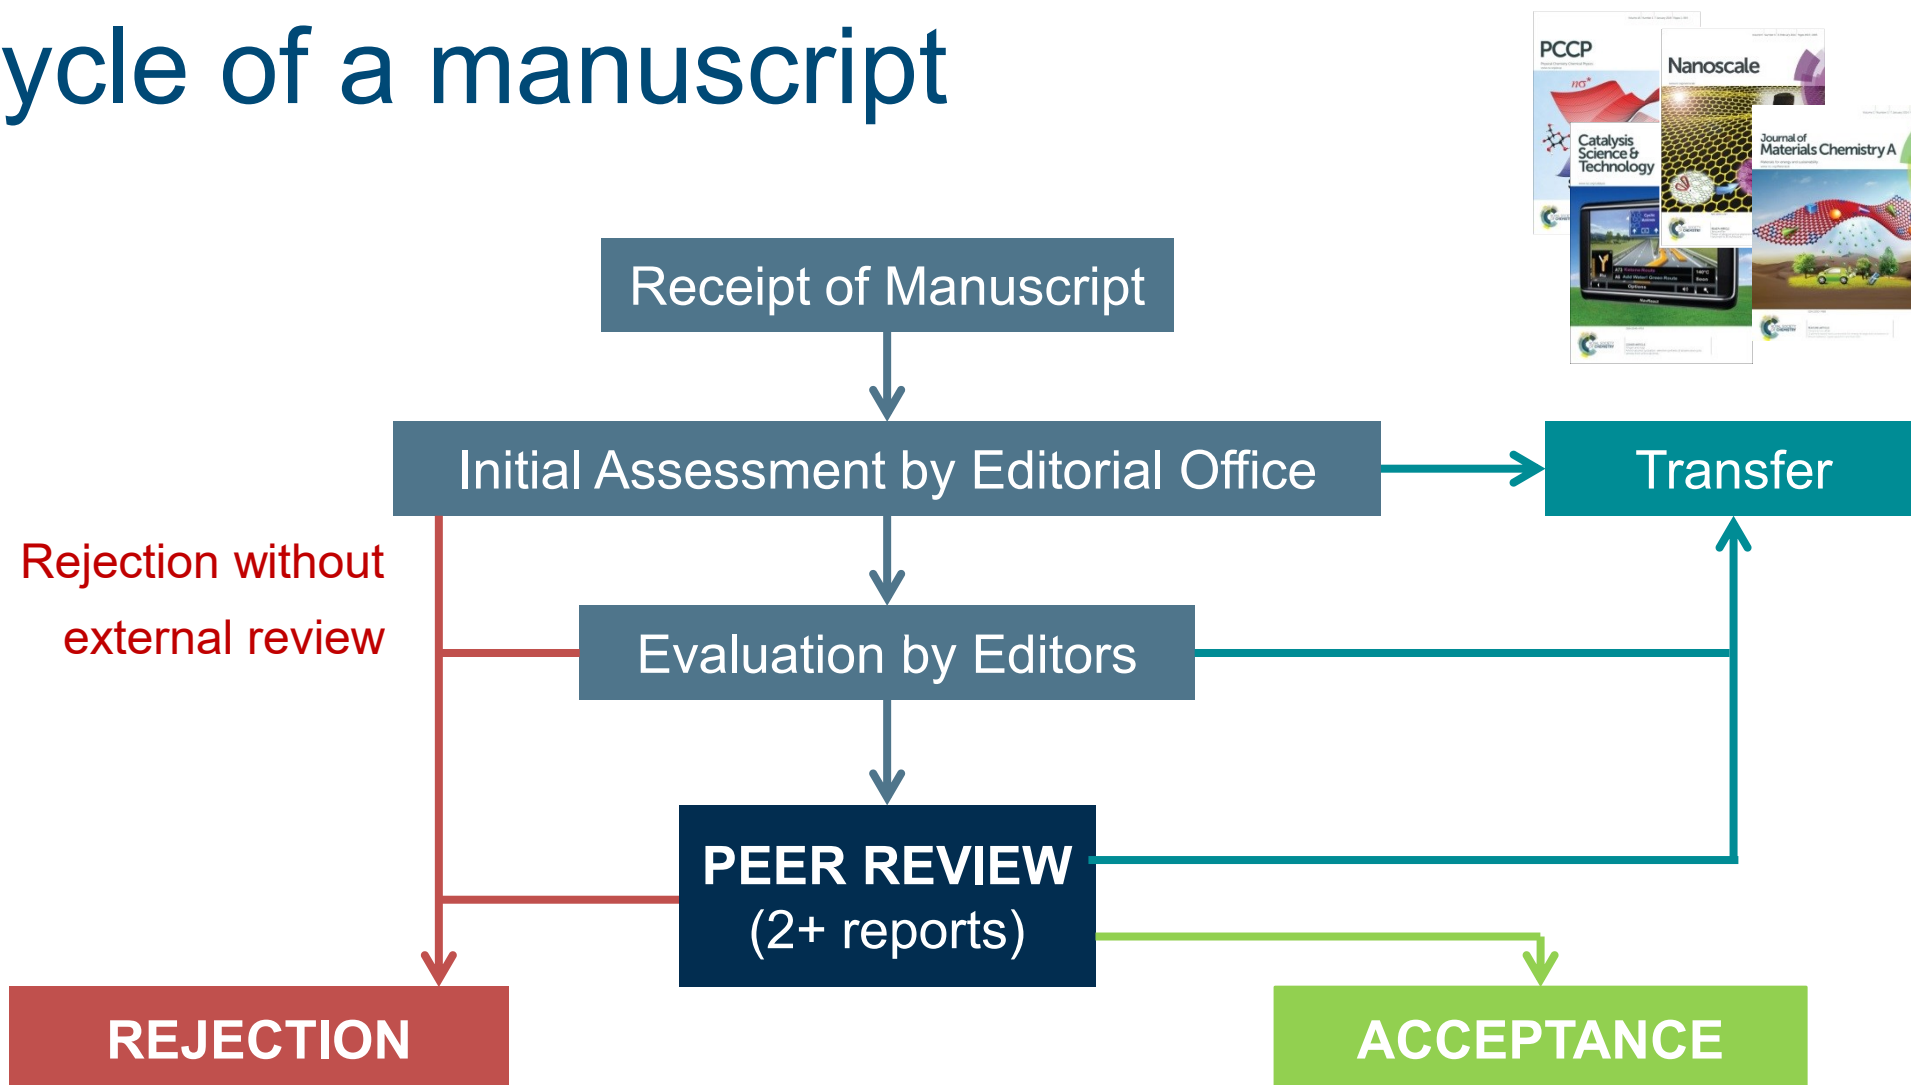 ycle of a manuscript
PCCP
nσ*
Nanoscale
Catalysis
Science &
Technology
Journal of
Materials Chemistry A
Receipt of Manuscript
Initial Assessment by Editorial Office
Transfer
Rejection without
external review
Evaluation by Editors
PEER REVIEW
(2+ reports)
REJECTION
ACCEPTANCE